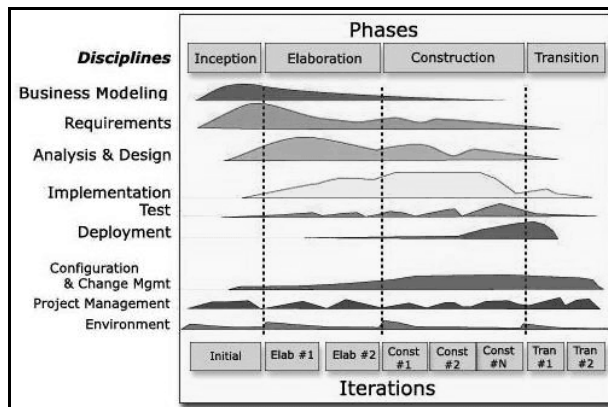 Phases
Disciplines
Inception Elaboration Construction Transition
Business Modeling
Requirements
Analysis & Design
Implementation
Test
Deployment
Configuration
& Change Mgmt
Project Management
Environment
Initial Elab #1 Elab #2 Const #1 Const #2 Const #N Tran #1 Tran #2
Iterations